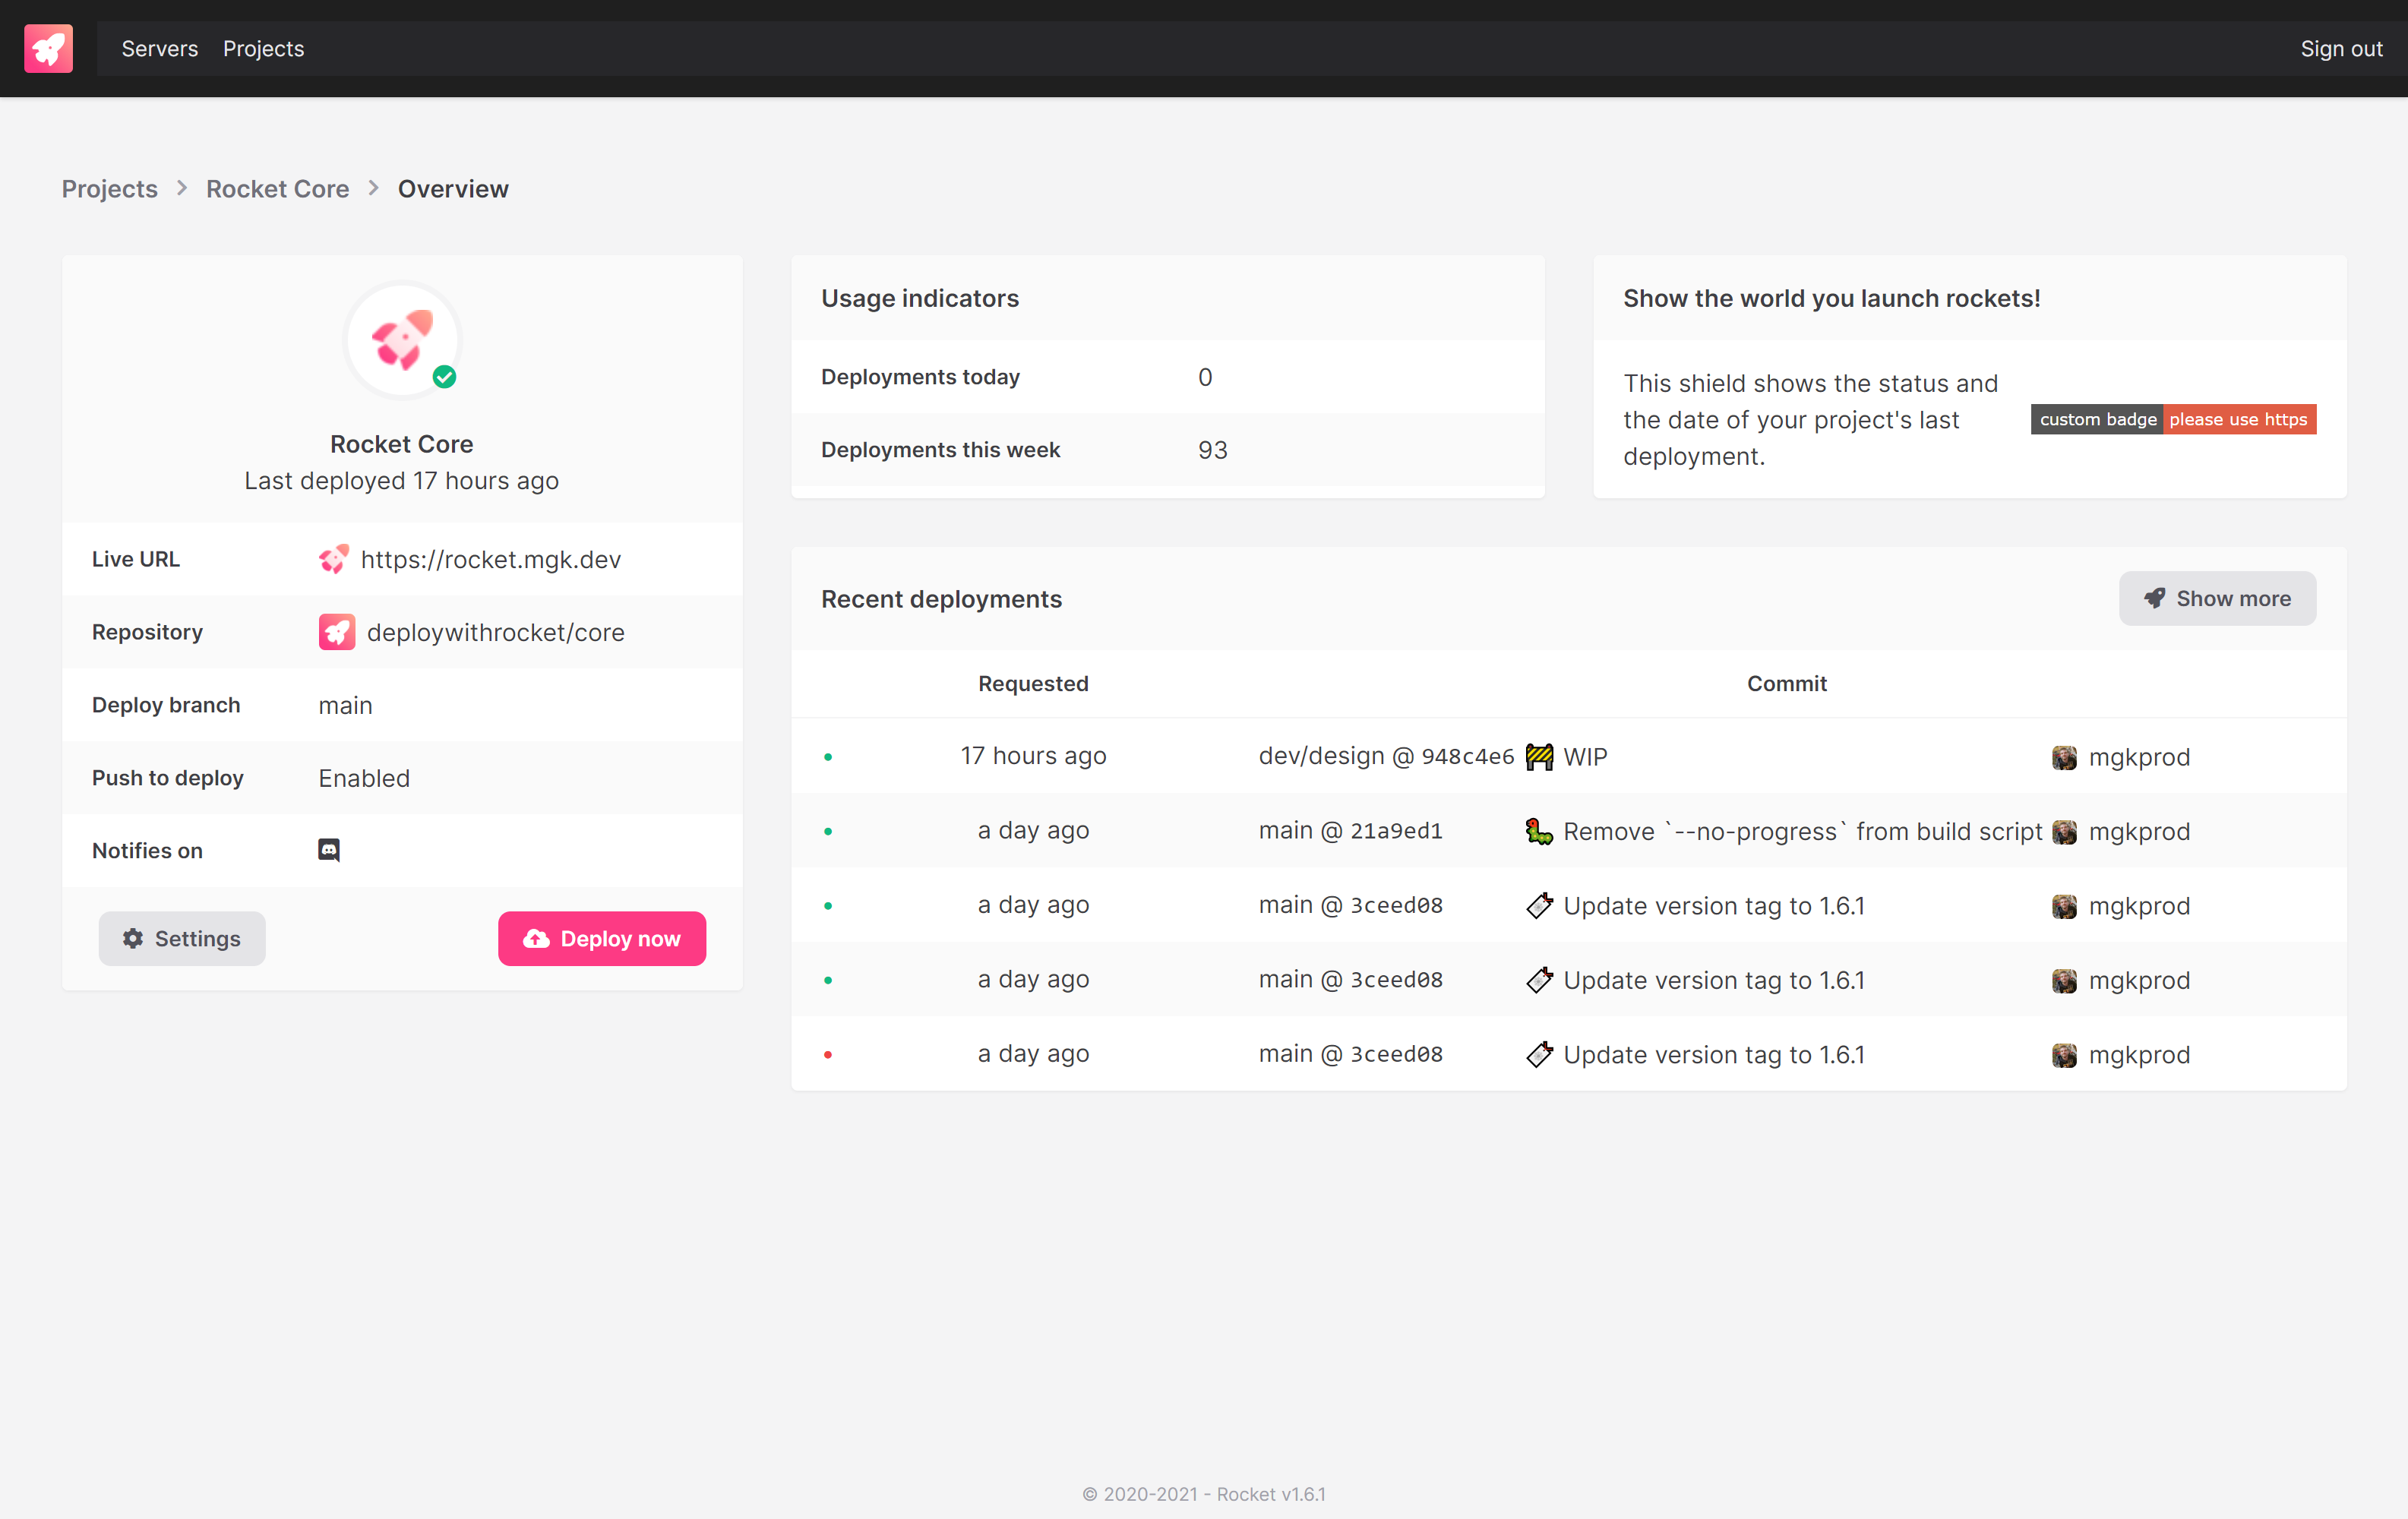 Servers Projects Sign out
Projects > Rocket Core > Overview
Rocket Core
Last deployed 17 hours ago
Live URL https://rocket.mgk.dev
Repository deploywithrocket/core
Deploy branch main
Push to deploy Enabled
Notifies on
Settings Deploy now
Usage indicators
Deployments today 0
Deployments this week 93
Show the world you launch rockets!
This shield shows the status and
the date of your project's last
deployment.
custom badge please use https
Recent deployments Show more
Requested Commit
17 hours ago dev/design @ 948c4e6 🚧 WIP mgkprod
a day ago main @ 21a9ed1 🐛 Remove `--no-progress` from build script mgkprod
a day ago main @ 3ceed08 Update version tag to 1.6.1 mgkprod
a day ago main @ 3ceed08 Update version tag to 1.6.1 mgkprod
a day ago main @ 3ceed08 Update version tag to 1.6.1 mgkprod
© 2020-2021 - Rocket v1.6.1